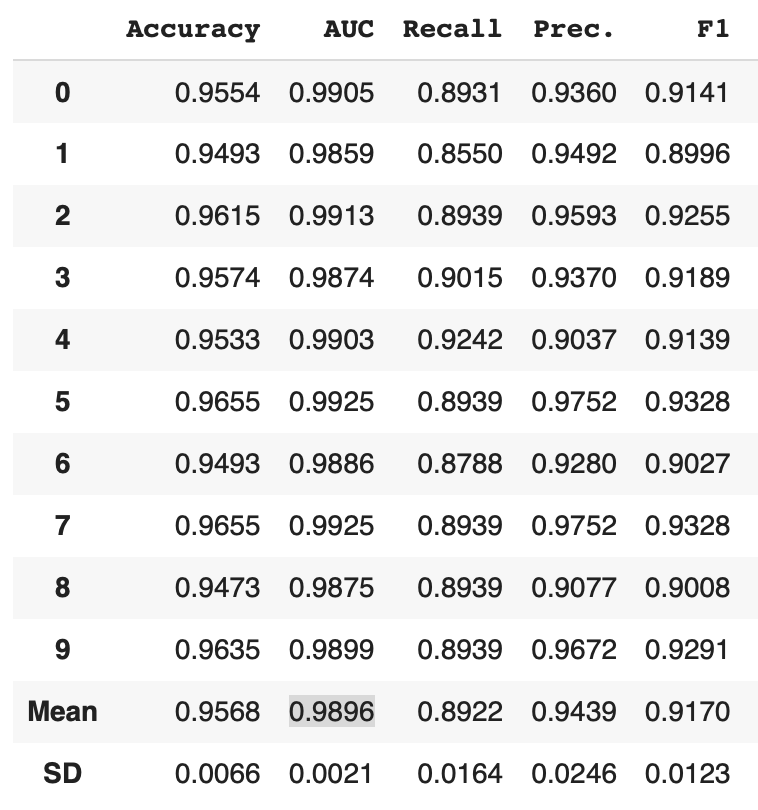 Accuracy AUC Recall Prec. F1
0 0.9554 0.9905 0.8931 0.9360 0.9141
1 0.9493 0.9859 0.8550 0.9492 0.8996
2 0.9615 0.9913 0.8939 0.9593 0.9255
3 0.9574 0.9874 0.9015 0.9370 0.9189
4 0.9533 0.9903 0.9242 0.9037 0.9139
5 0.9655 0.9925 0.8939 0.9752 0.9328
6 0.9493 0.9886 0.8788 0.9280 0.9027
7 0.9655 0.9925 0.8939 0.9752 0.9328
8 0.9473 0.9875 0.8939 0.9077 0.9008
9 0.9635 0.9899 0.8939 0.9672 0.9291
Mean 0.9568 0.9896 0.8922 0.9439 0.9170
SD 0.0066 0.0021 0.0164 0.0246 0.0123